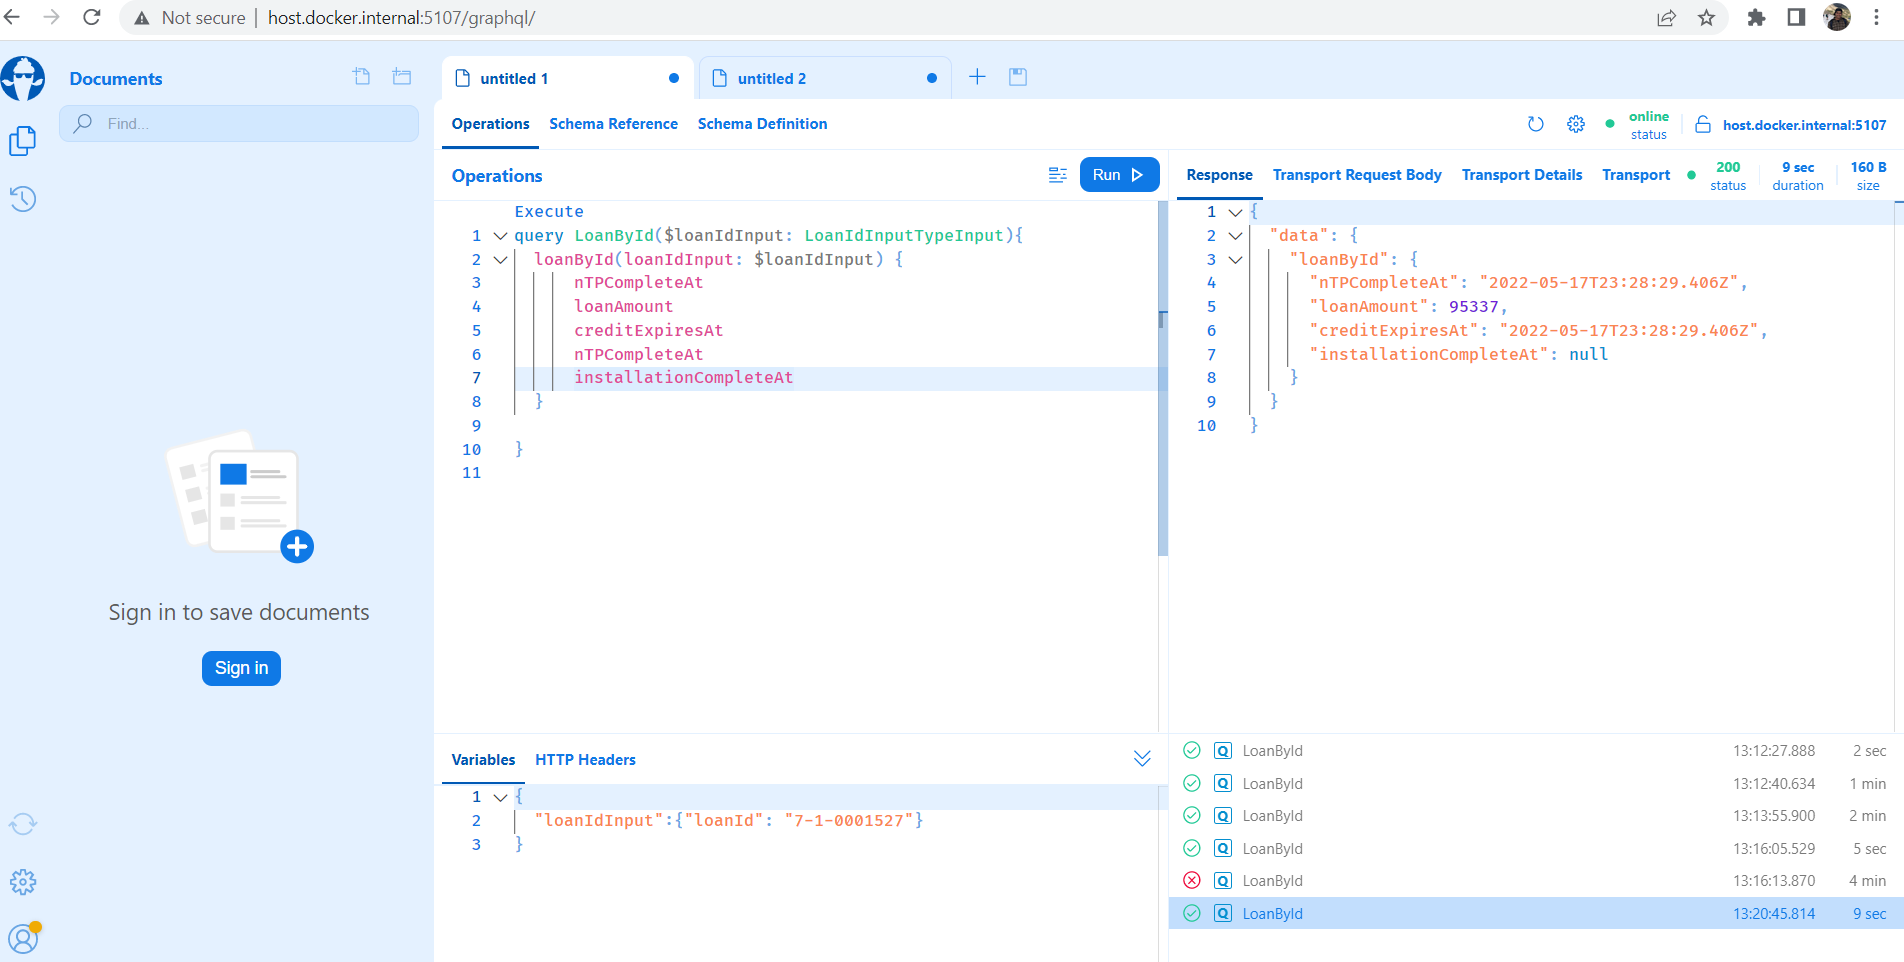 Not secure | host.docker.internal:5107/graphql/
Documents
Find...
Sign in to save documents
Sign in
untitled 1
untitled 2
Operations Schema Reference Schema Definition
online
status
host.docker.internal:5107
Operations
Run
Execute
1 query LoanById($loanIdInput: LoanIdInputTypeInput){
2 loanById(loanIdInput: $loanIdInput) {
3 nTPCompleteAt
4 loanAmount
5 creditExpiresAt
6 nTPCompleteAt
7 installationCompleteAt
8 }
9
10 }
11
Response Transport Request Body Transport Details Transport
200
status
9 sec
duration
160 B
size
1 {
2 "data": {
3 "loanById": {
4 "nTPCompleteAt": "2022-05-17T23:28:29.406Z",
5 "loanAmount": 95337,
6 "creditExpiresAt": "2022-05-17T23:28:29.406Z",
7 "installationCompleteAt": null
8 }
9 }
10 }
Variables HTTP Headers
1 {
2 "loanIdInput":{"loanId": "7-1-0001527"}
3 }
Q LoanById 13:12:27.888 2 sec
Q LoanById 13:12:40.634 1 min
Q LoanById 13:13:55.900 2 min
Q LoanById 13:16:05.529 5 sec
Q LoanById 13:16:13.870 4 min
Q LoanById 13:20:45.814 9 sec